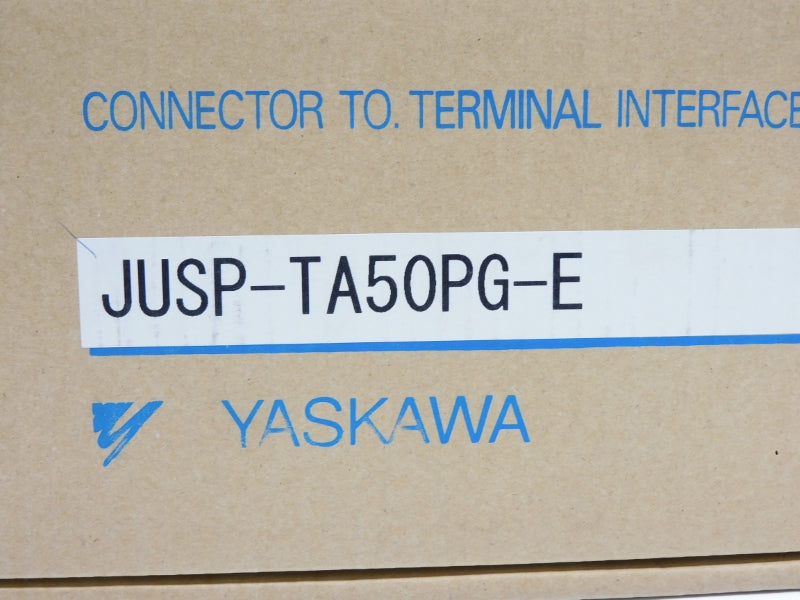 CONNECTOR TO. TERMINAL INTERFACE
JUSP-TA50PG-E
YASKAWA